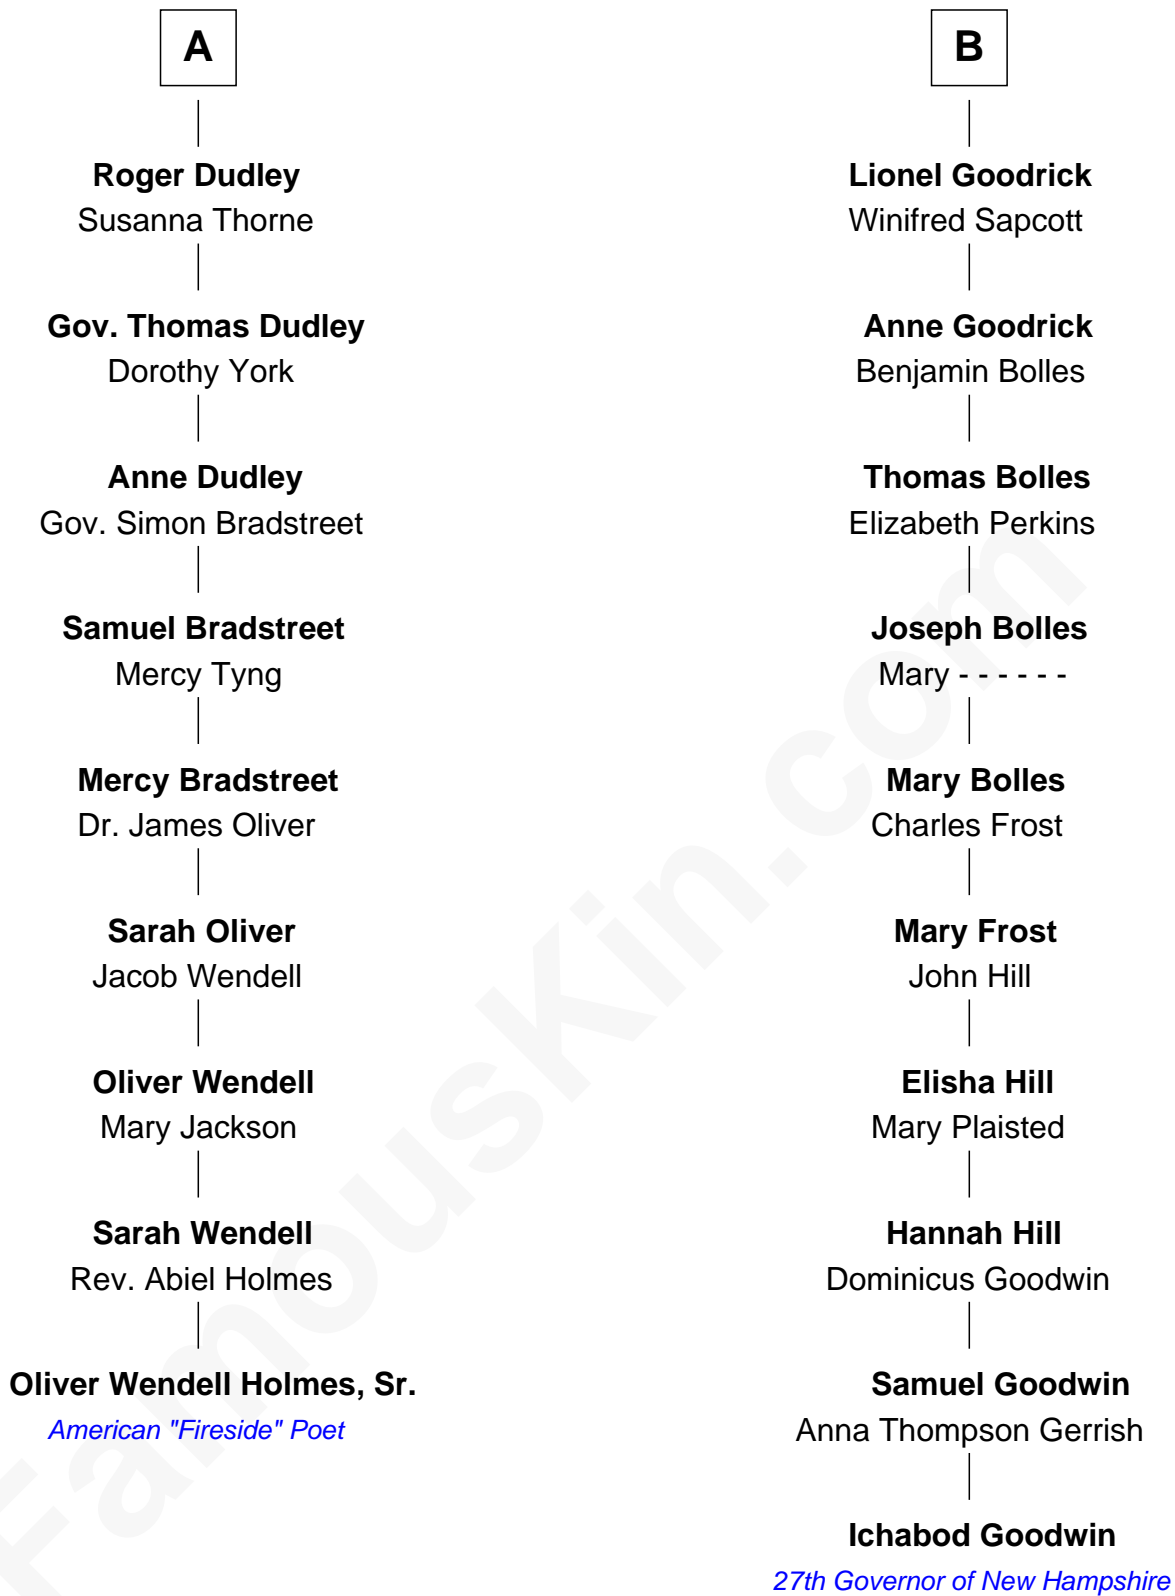 A
Roger Dudley
Susanna Thorne
Gov. Thomas Dudley
Dorothy York
Anne Dudley
Gov. Simon Bradstreet
Samuel Bradstreet
Mercy Tyng
Mercy Bradstreet
Dr. James Oliver
Sarah Oliver
Jacob Wendell
Oliver Wendell
Mary Jackson
Sarah Wendell
Rev. Abiel Holmes
Oliver Wendell Holmes, Sr.
American "Fireside" Poet
B
Lionel Goodrick
Winifred Sapcott
Anne Goodrick
Benjamin Bolles
Thomas Bolles
Elizabeth Perkins
Joseph Bolles
Mary - - - - - -
Mary Bolles
Charles Frost
Mary Frost
John Hill
Elisha Hill
Mary Plaisted
Hannah Hill
Dominicus Goodwin
Samuel Goodwin
Anna Thompson Gerrish
Ichabod Goodwin
27th Governor of New Hampshire
FamousKin.com